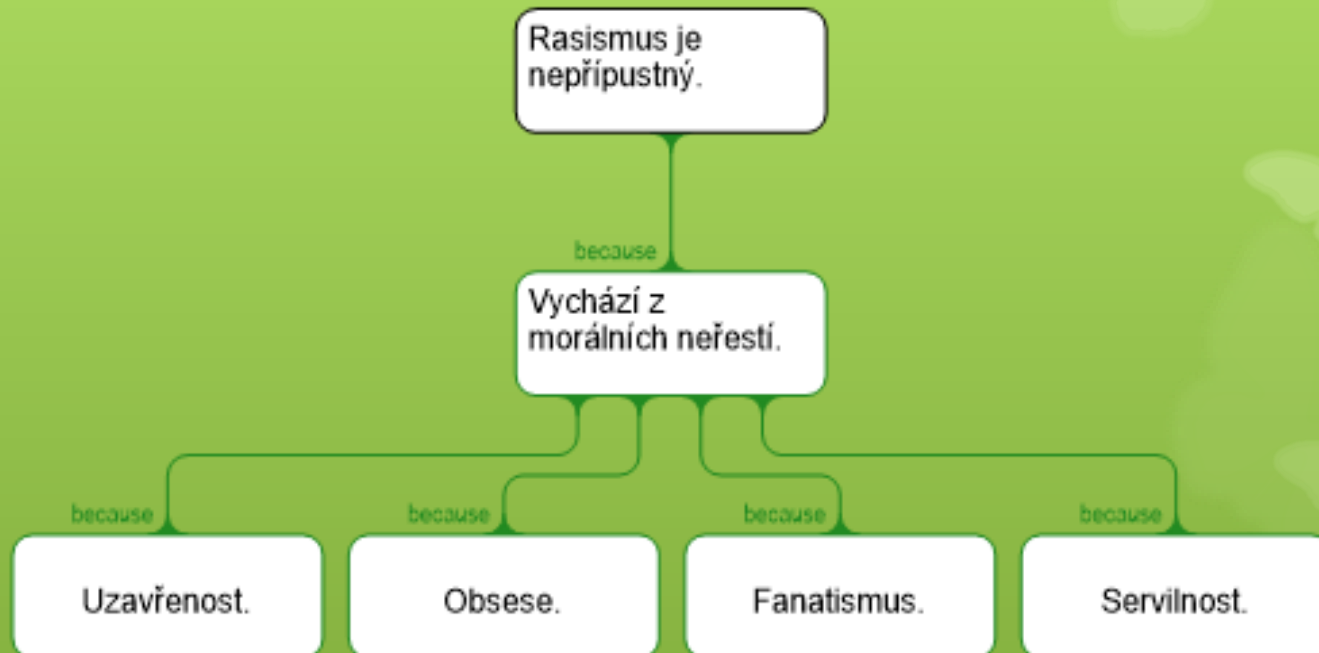 Rasismus je
nepřípustný.
because
Vychází z
morálních neřestí.
because
because
because
because
Uzavřenost.
Obsese.
Fanatismus.
Servilnost.